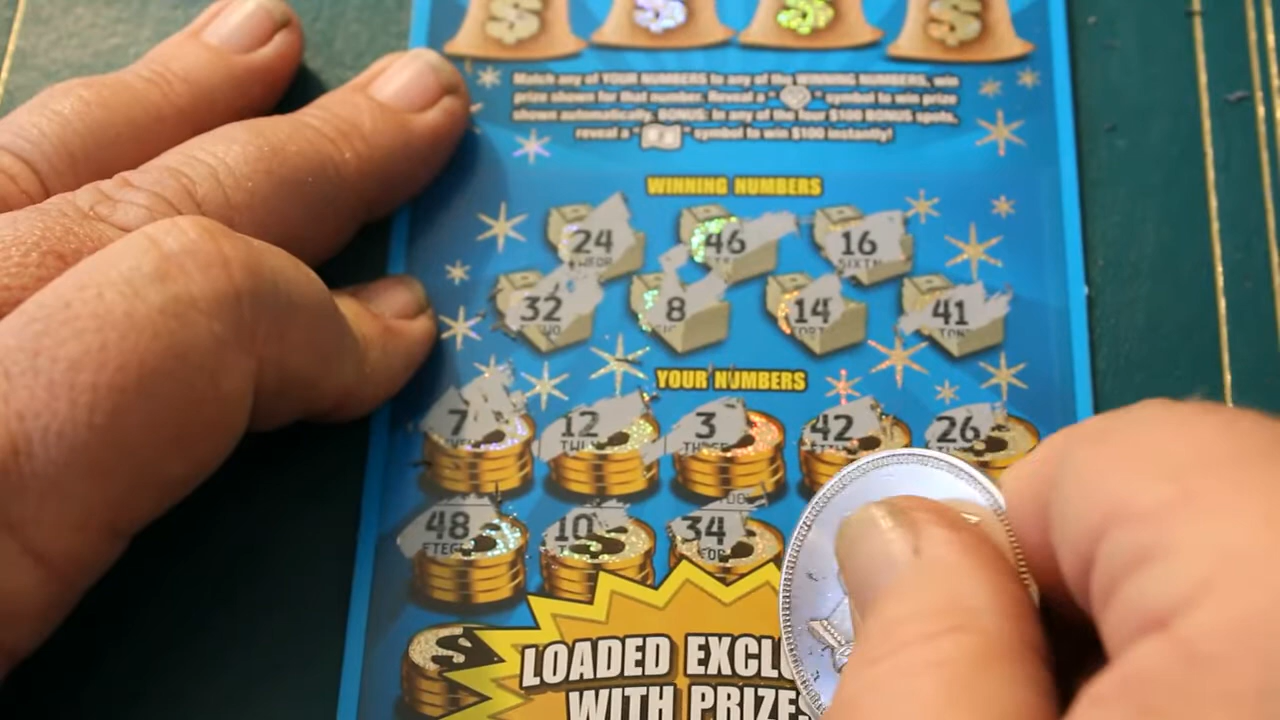 $ $ $ $
Match any of YOUR NUMBERS to any of the WINNING NUMBERS, win
prize shown for that number. Reveal a " " symbol to win prize
shown automatically. BONUS: In any of the four $100 BONUS spots,
reveal a " " symbol to win $100 instantly!
WINNING NUMBERS
24 46 16
32 8 14 41
YOUR NUMBERS
7 12 3 42 26
48 10 34
LOADED EXCLU
WITH PRIZES